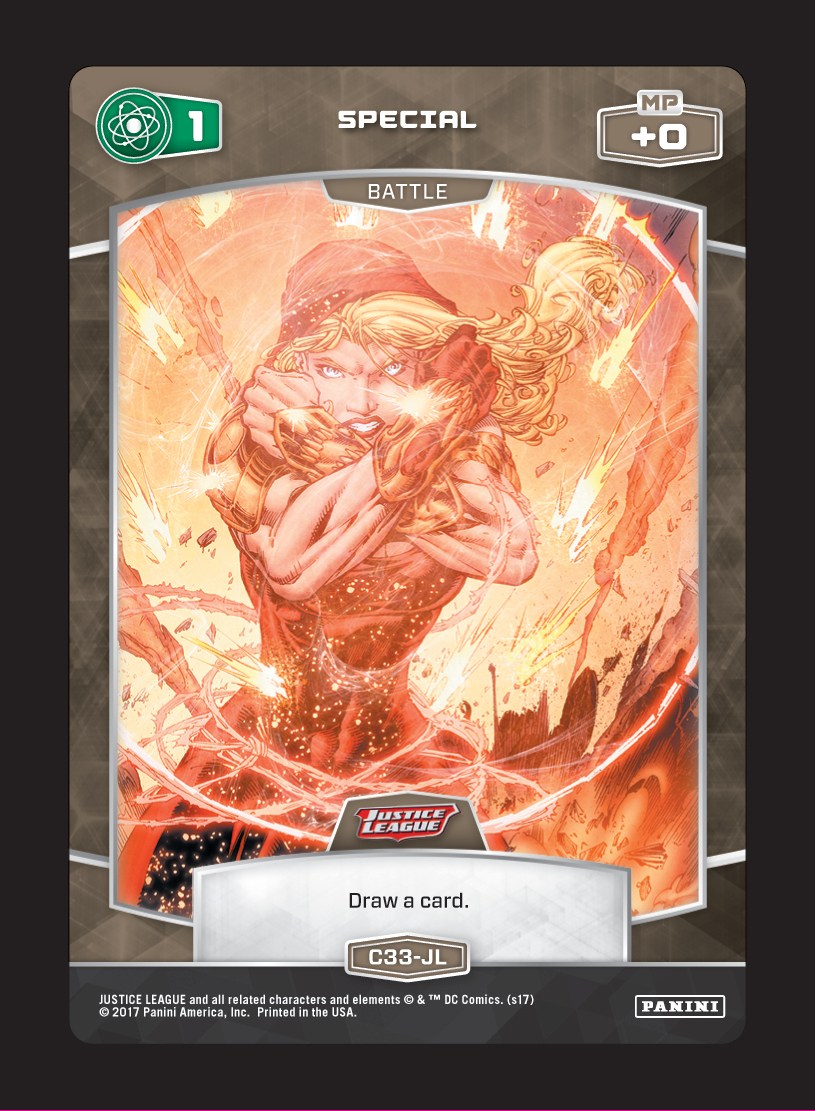 1
SPECIAL
MP
+0
BATTLE
JUSTICE
LEAGUE
Draw a card.
C33-JL
JUSTICE LEAGUE and all related characters and elements © & ™ DC Comics. (s17)
© 2017 Panini America, Inc. Printed in the USA.
PANINI